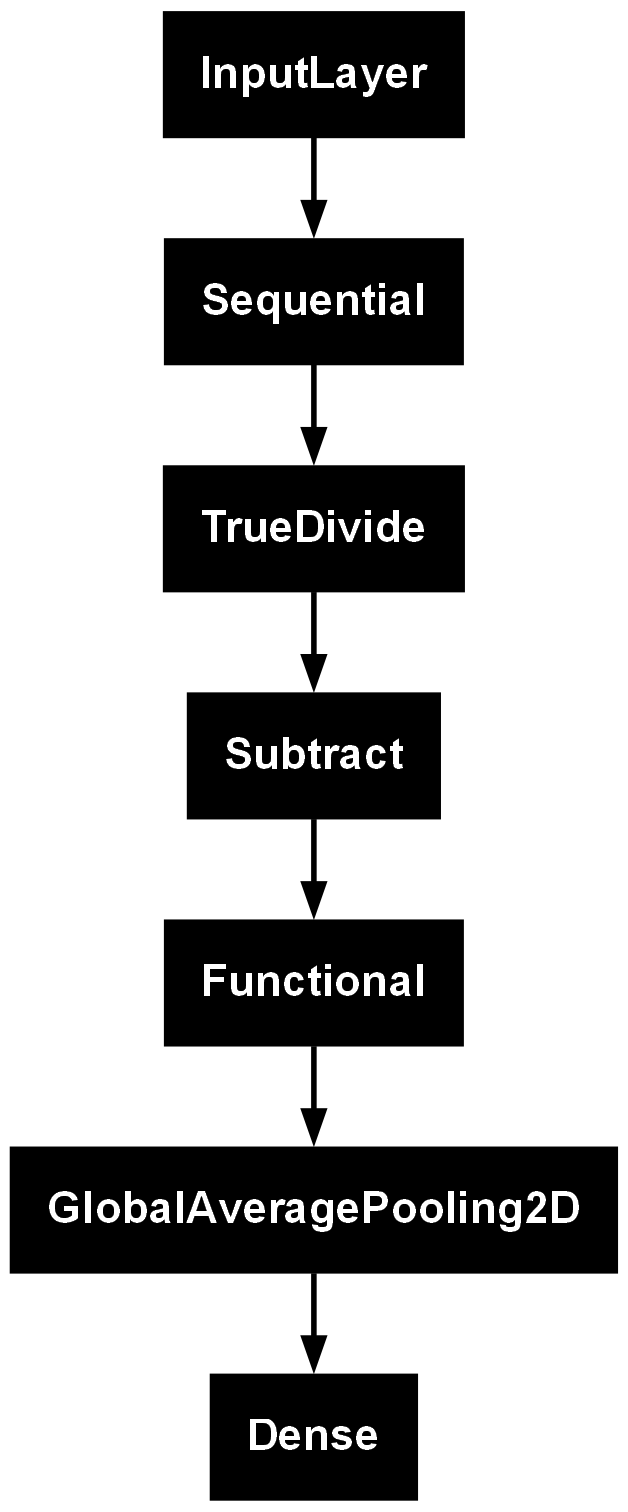 InputLayer
Sequential
TrueDivide
Subtract
Functional
GlobalAveragePooling2D
Dense